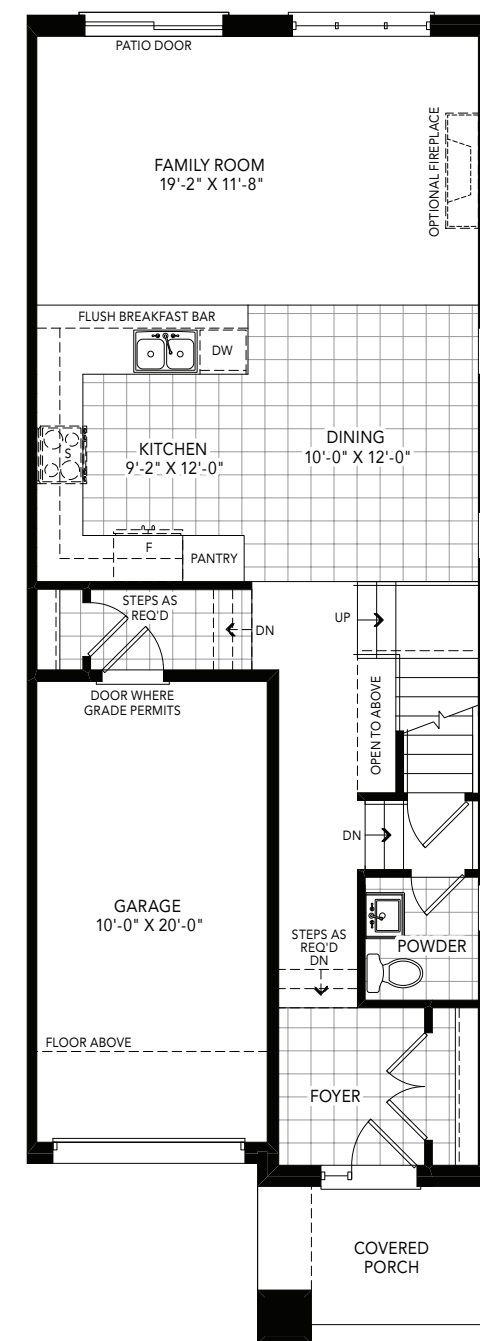 PATIO DOOR
FAMILY ROOM
19'-2" X 11'-8"
OPTIONAL FIREPLACE
FLUSH BREAKFAST BAR
DW
S
KITCHEN
9'-2" X 12'-0"
DINING
10'-0" X 12'-0"
F
PANTRY
STEPS AS
REQ'D
DN
UP
DOOR WHERE
GRADE PERMITS
OPEN TO ABOVE
DN
GARAGE
10'-0" X 20'-0"
STEPS AS
REQ'D
DN
POWDER
FLOOR ABOVE
FOYER
COVERED
PORCH